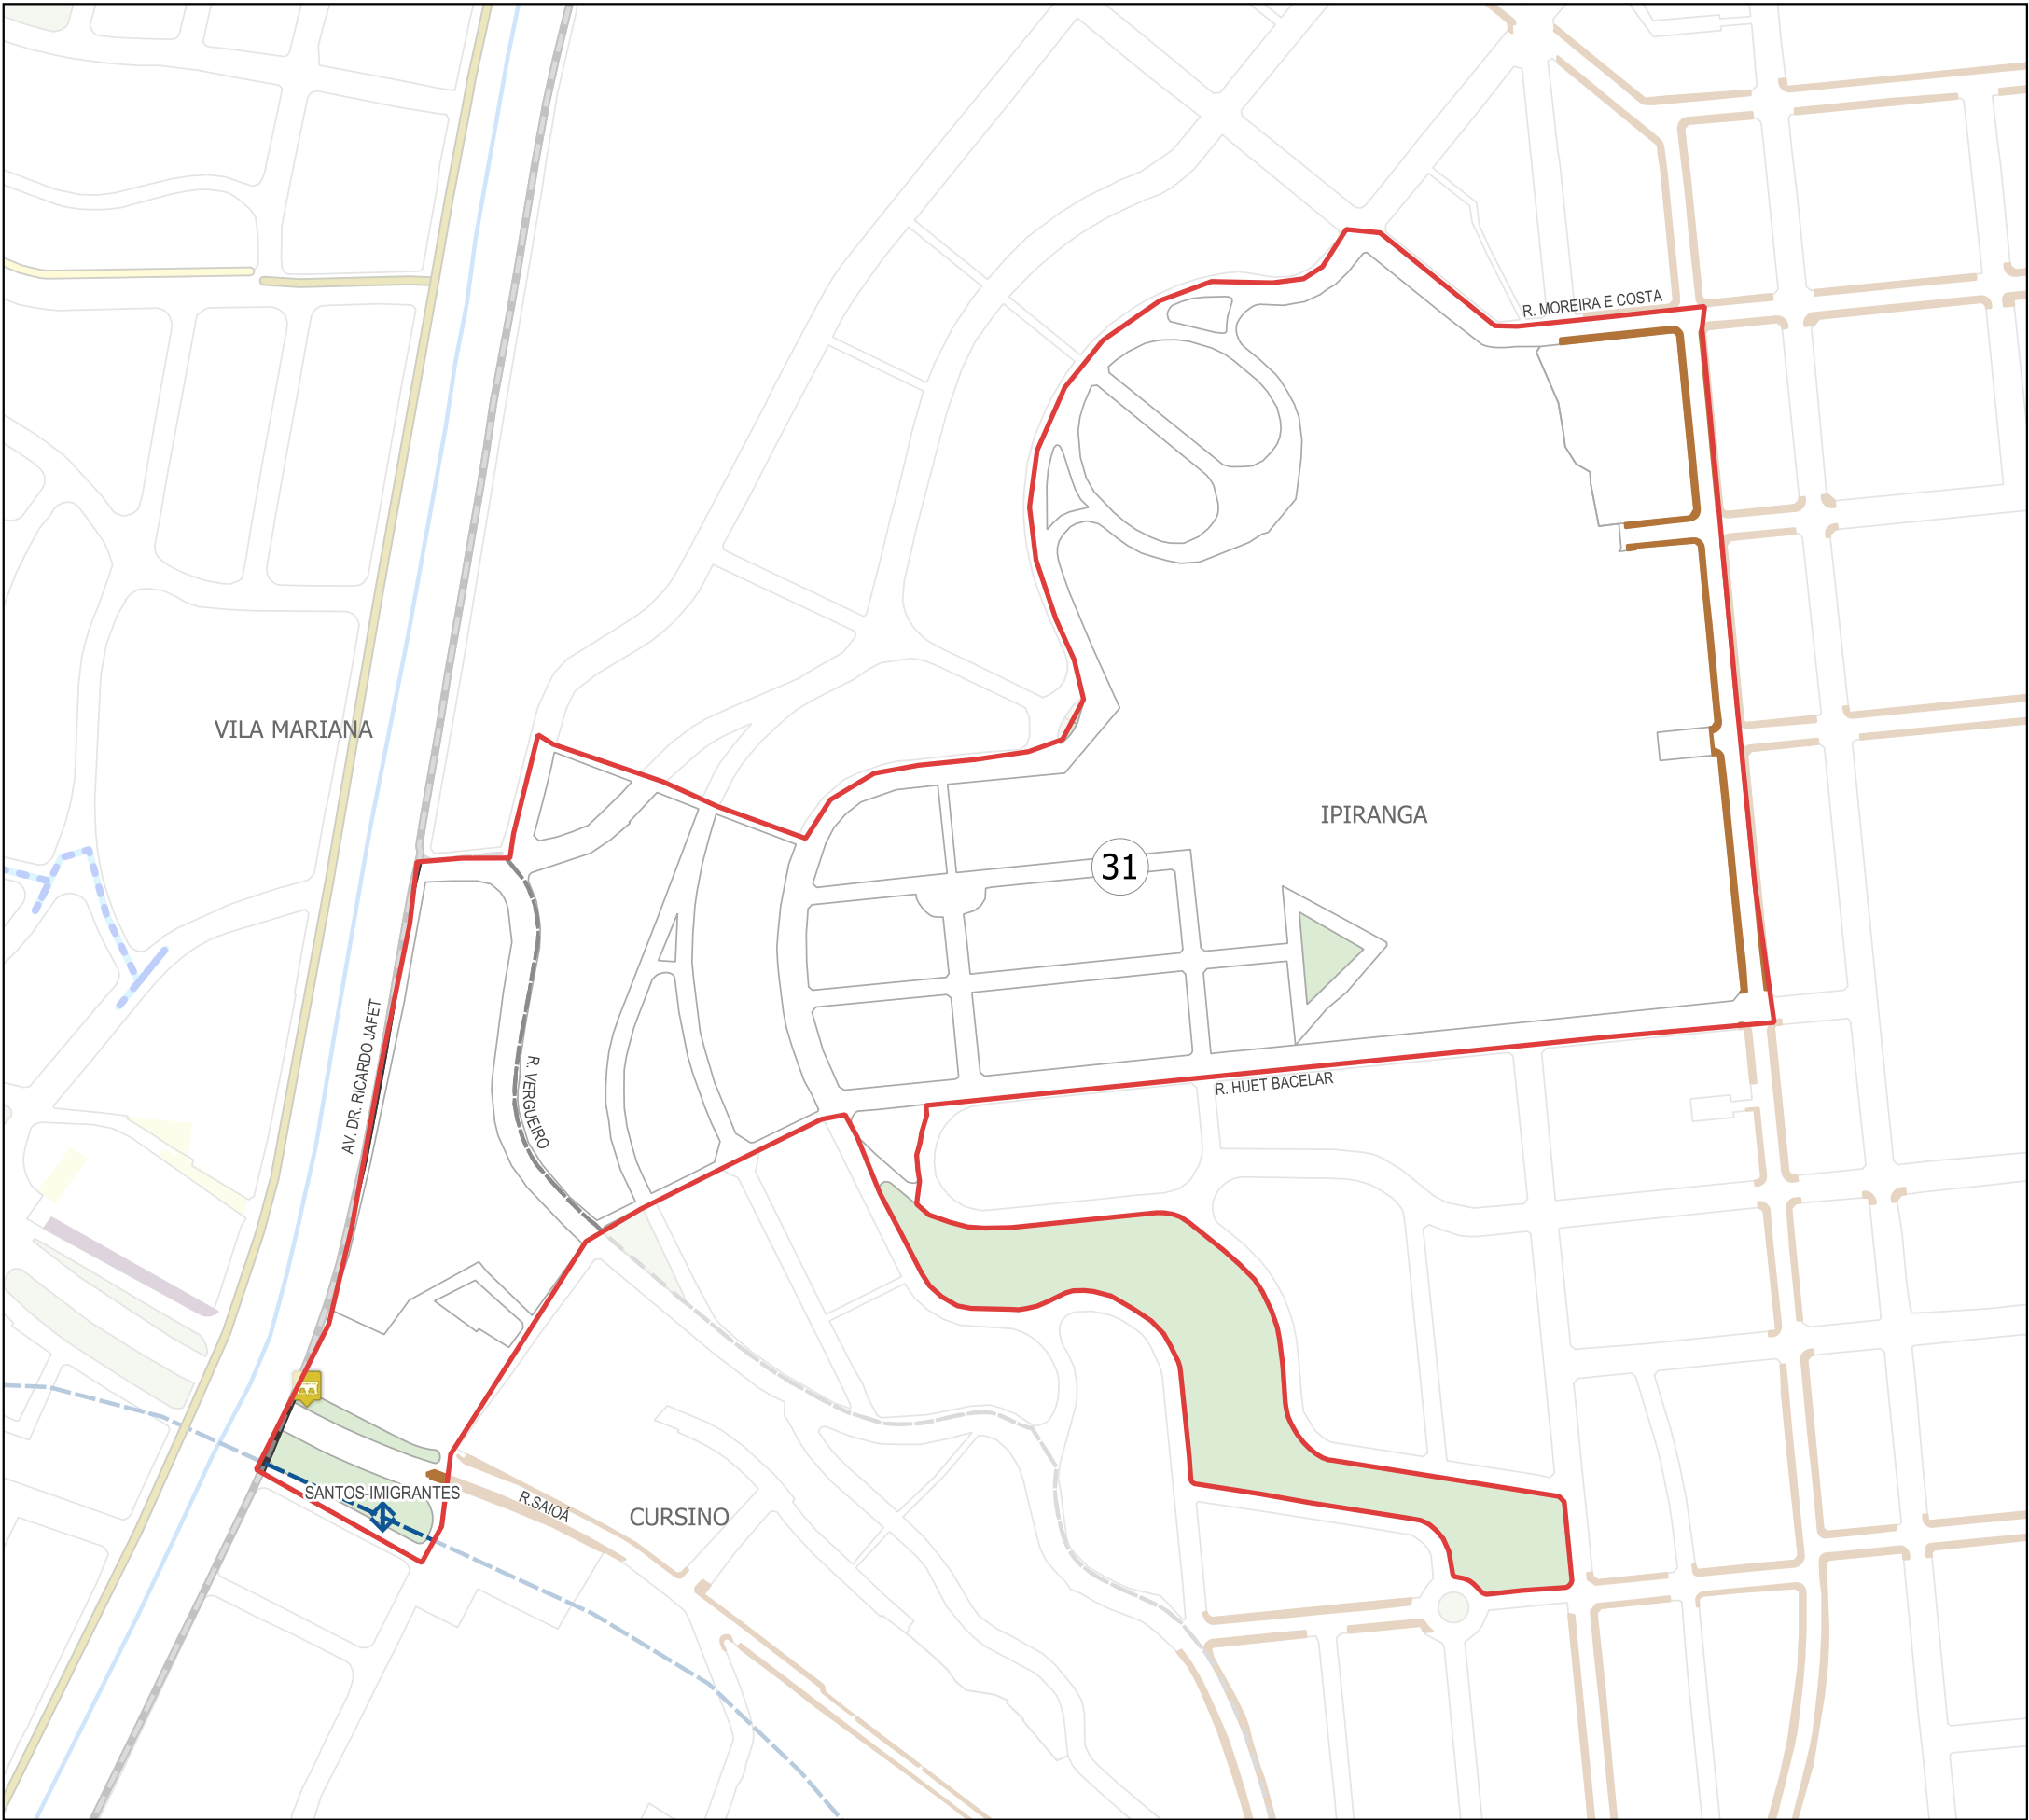 R. MOREIRA E COSTA
VILA MARIANA
IPIRANGA
31
AV. DR. RICARDO JAFET
R. VERGUEIRO
R. HUET BACELAR
SANTOS-IMIGRANTES
R.SAIOÁ
CURSINO